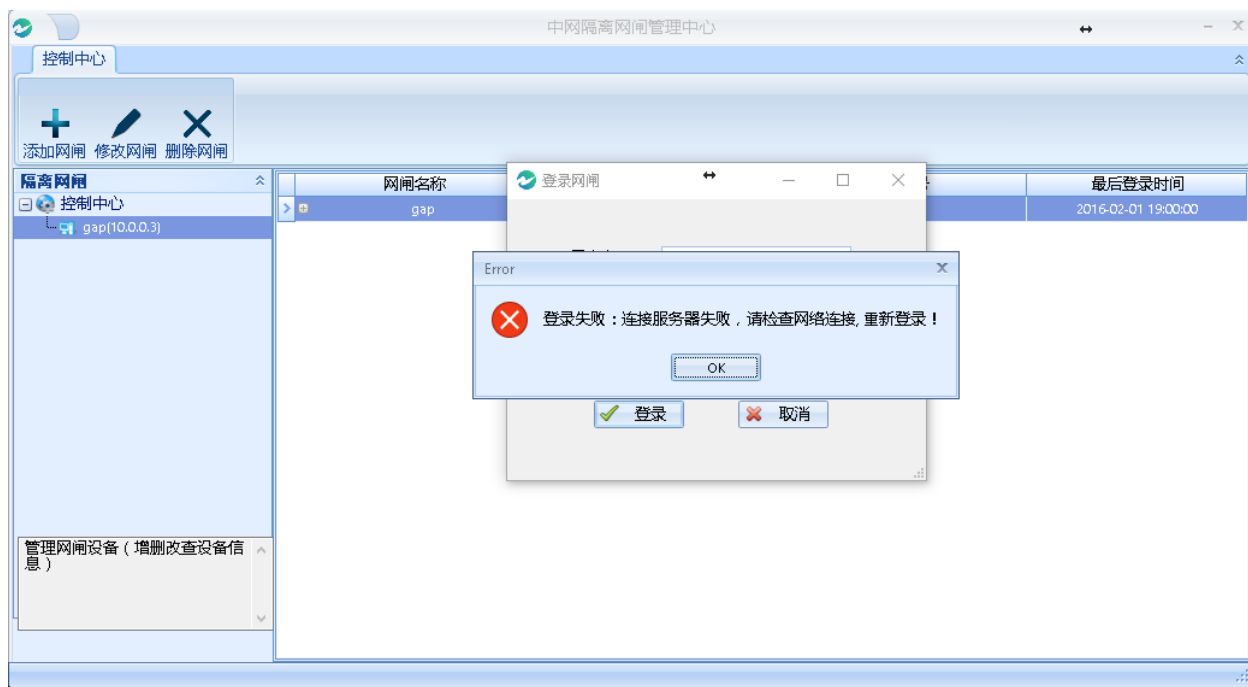 中网隔离网闸管理中心
控制中心
添加网闸 修改网闸 删除网闸
隔离网闸
控制中心
gap(10.0.0.3)
网闸名称
最后登录时间
gap
2016-02-01 19:00:00
登录网闸
Error
登录失败：连接服务器失败，请检查网络连接, 重新登录！
OK
登录
取消
管理网闸设备（增删改查设备信
息）